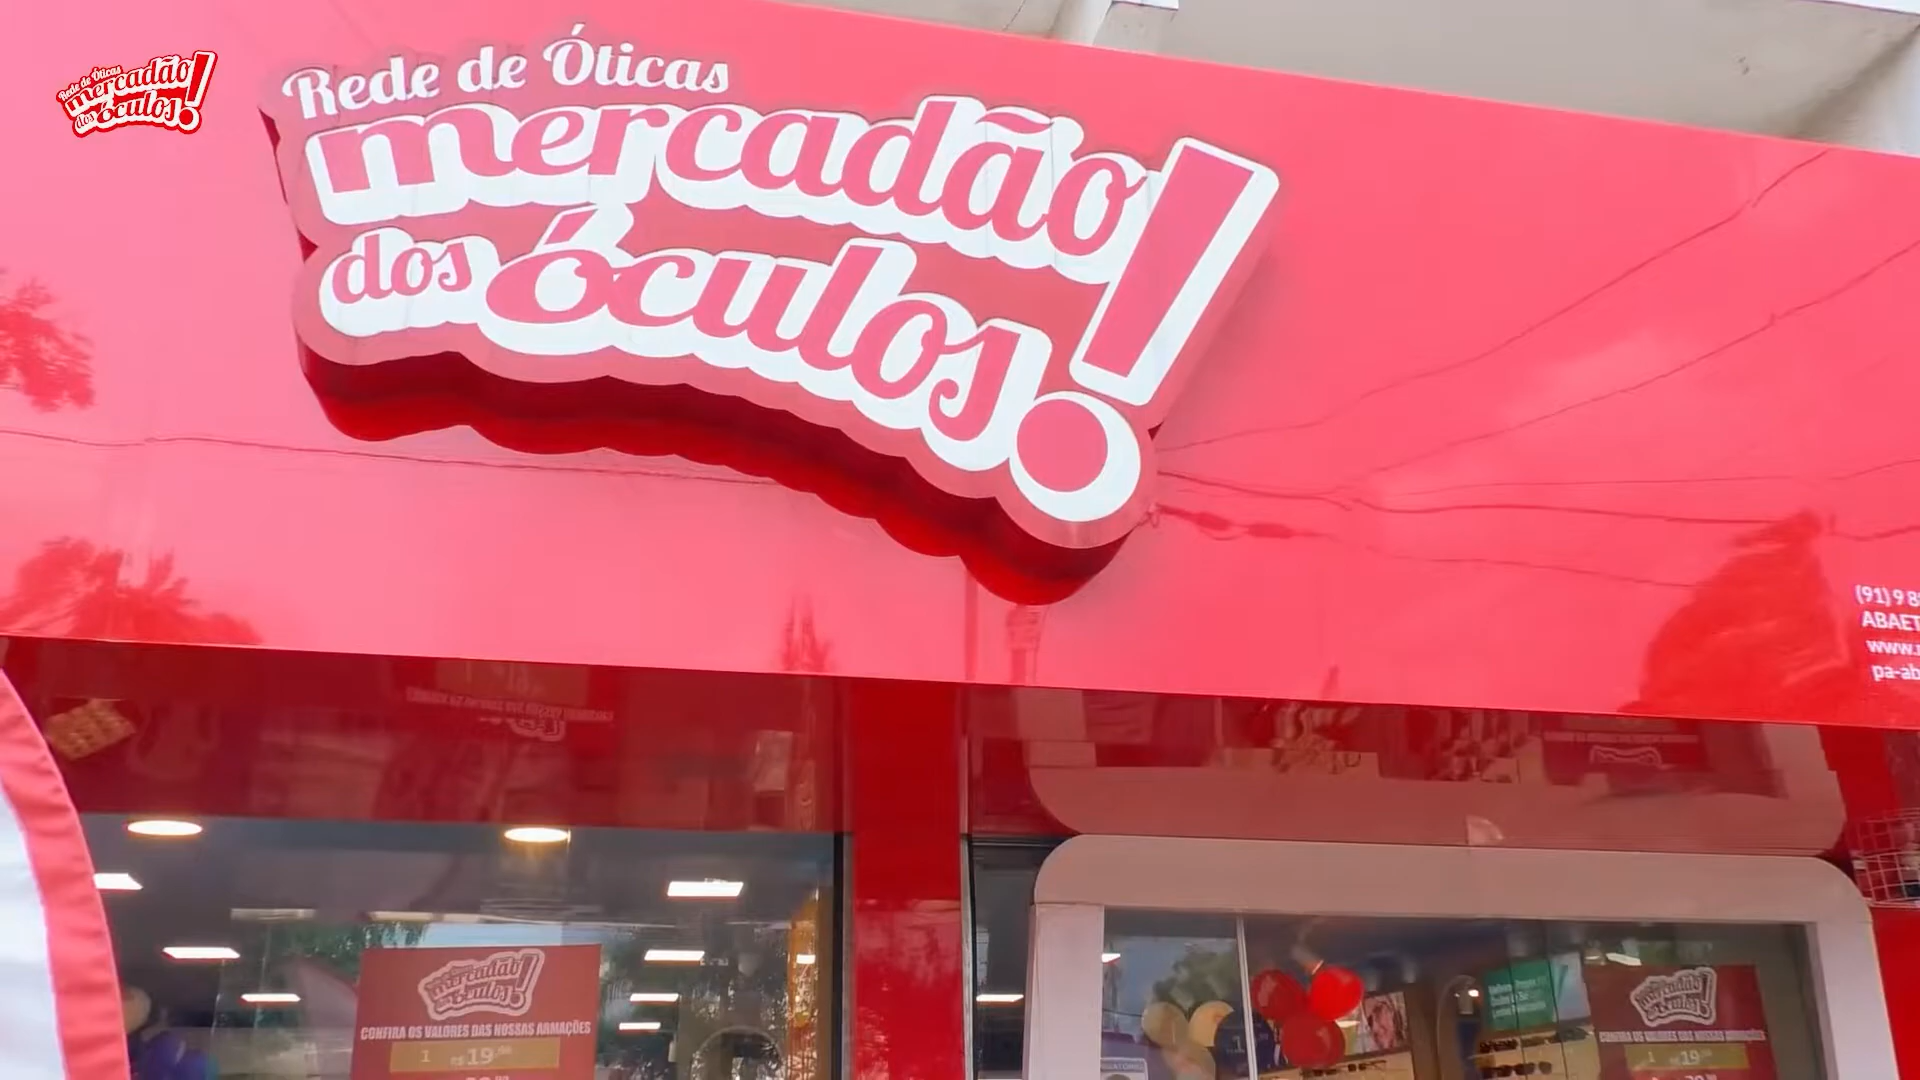 Rede de Óticas
mercadão!
dos óculos
Rede de Óticas
mercadão!
dos óculos
(91) 9 8
ABAET
www.
pa-ab
mercadão!
dos óculos
CONFIRA OS VALORES DAS NOSSAS ARMAÇÕES
1 R$ 19
mercadão!
dos óculos
CONFIRA OS VALORES DAS NOSSAS ARMAÇÕES
1 R$ 19